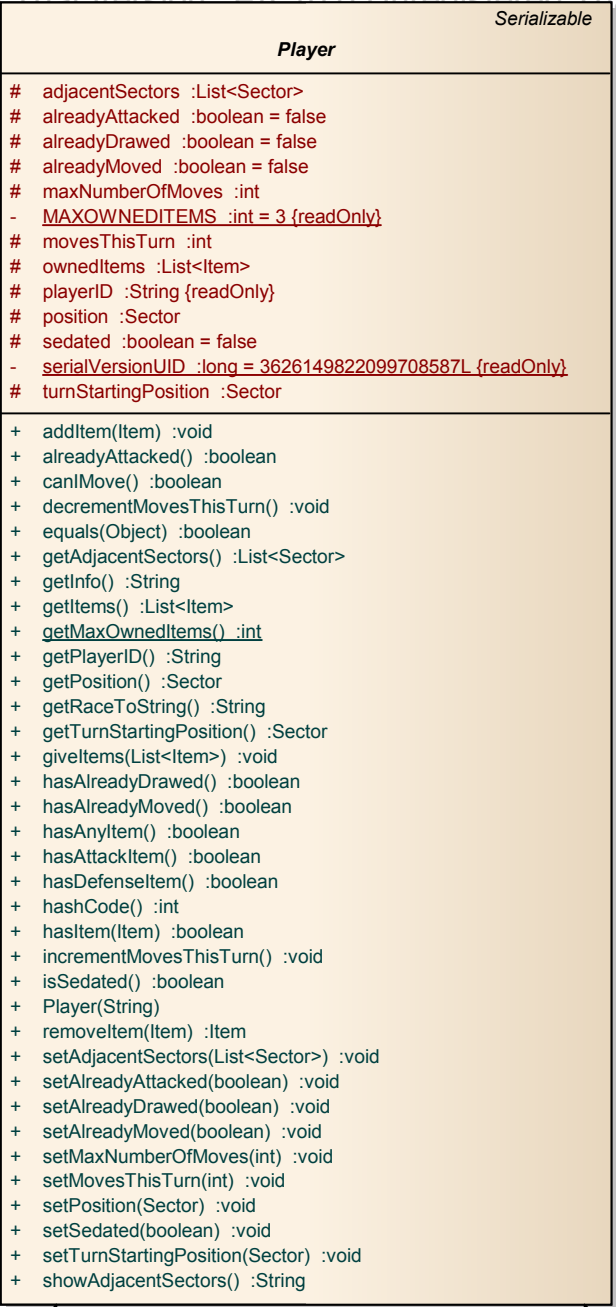 Serializable
Player
# adjacentSectors :List<Sector>
# alreadyAttacked :boolean = false
# alreadyDrawed :boolean = false
# alreadyMoved :boolean = false
# maxNumberOfMoves :int
- MAXOWNEDITEMS :int = 3 {readOnly}
# movesThisTurn :int
# ownedItems :List<Item>
# playerID :String {readOnly}
# position :Sector
# sedated :boolean = false
- serialVersionUID :long = 3626149822099708587L {readOnly}
# turnStartingPosition :Sector
+ addItem(Item) :void
+ alreadyAttacked() :boolean
+ canIMove() :boolean
+ decrementMovesThisTurn() :void
+ equals(Object) :boolean
+ getAdjacentSectors() :List<Sector>
+ getInfo() :String
+ getItems() :List<Item>
+ getMaxOwnedItems() :int
+ getPlayerID() :String
+ getPosition() :Sector
+ getRaceToString() :String
+ getTurnStartingPosition() :Sector
+ giveItems(List<Item>) :void
+ hasAlreadyDrawed() :boolean
+ hasAlreadyMoved() :boolean
+ hasAnyItem() :boolean
+ hasAttackItem() :boolean
+ hasDefenseItem() :boolean
+ hashCode() :int
+ hasItem(Item) :boolean
+ incrementMovesThisTurn() :void
+ isSedated() :boolean
+ Player(String)
+ removeItem(Item) :Item
+ setAdjacentSectors(List<Sector>) :void
+ setAlreadyAttacked(boolean) :void
+ setAlreadyDrawed(boolean) :void
+ setAlreadyMoved(boolean) :void
+ setMaxNumberOfMoves(int) :void
+ setMovesThisTurn(int) :void
+ setPosition(Sector) :void
+ setSedated(boolean) :void
+ setTurnStartingPosition(Sector) :void
+ showAdjacentSectors() :String